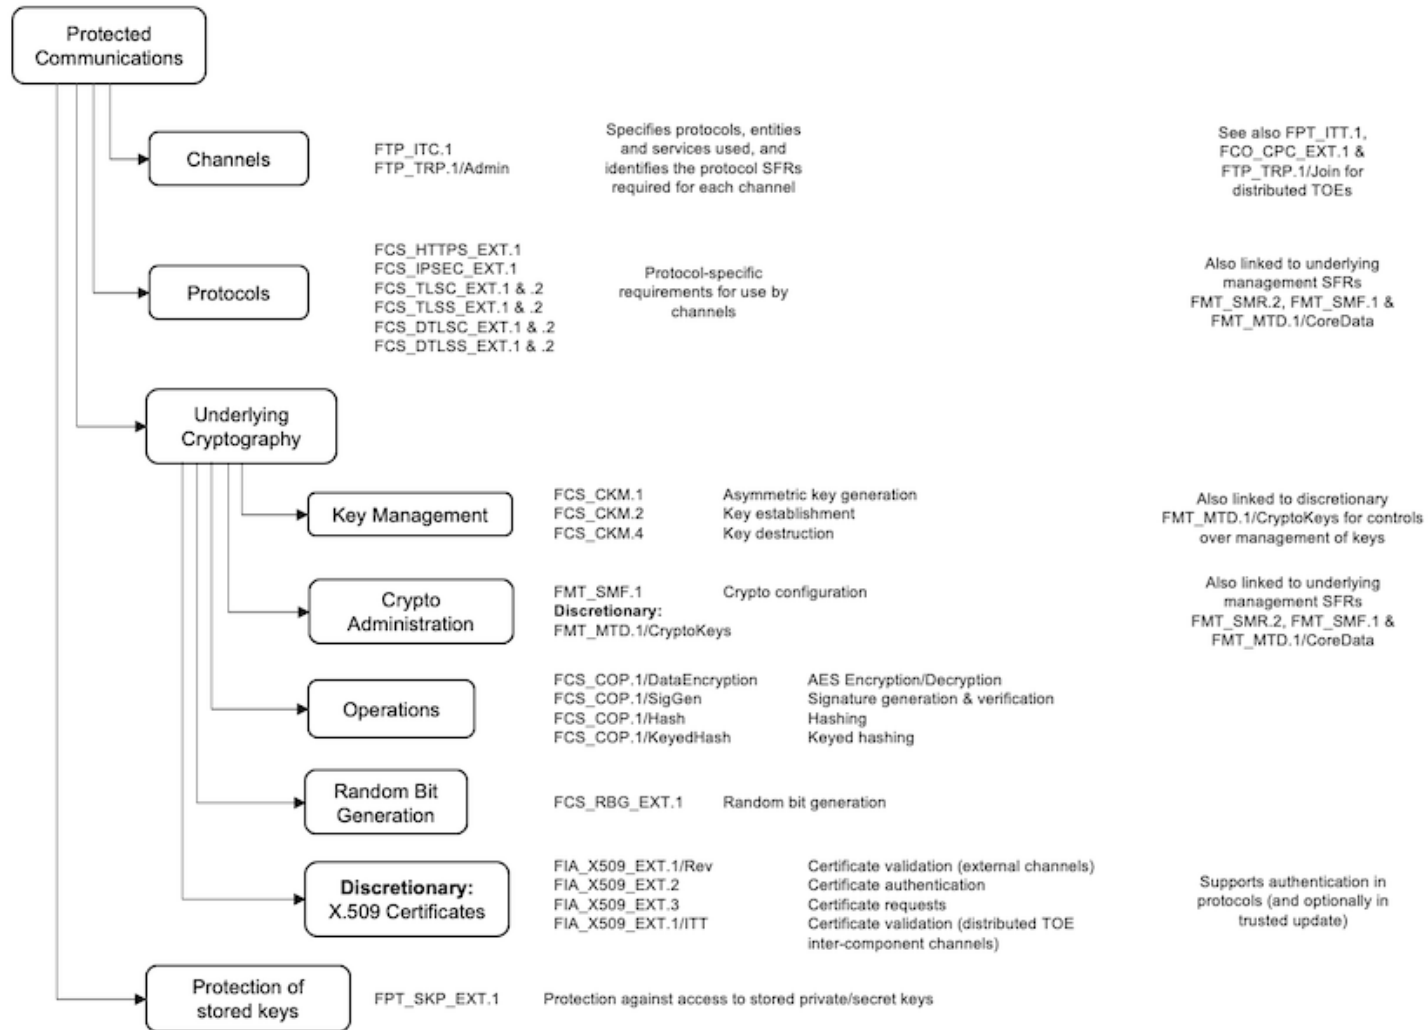 Protected
Communications
Channels
FTP_ITC.1
FTP_TRP.1/Admin
Specifies protocols, entities
and services used, and
identifies the protocol SFRs
required for each channel
See also FPT_ITT.1,
FCO_CPC_EXT.1 &
FTP_TRP.1/Join for
distributed TOEs
Protocols
FCS_HTTPS_EXT.1
FCS_IPSEC_EXT.1
FCS_TLSC_EXT.1 & .2
FCS_TLSS_EXT.1 & .2
FCS_DTLSC_EXT.1 & .2
FCS_DTLSS_EXT.1 & .2
Protocol-specific
requirements for use by
channels
Also linked to underlying
management SFRs
FMT_SMR.2, FMT_SMF.1 &
FMT_MTD.1/CoreData
Underlying
Cryptography
Key Management
FCS_CKM.1 Asymmetric key generation
FCS_CKM.2 Key establishment
FCS_CKM.4 Key destruction
Also linked to discretionary
FMT_MTD.1/CryptoKeys for controls
over management of keys
Crypto
Administration
FMT_SMF.1 Crypto configuration
Discretionary:
FMT_MTD.1/CryptoKeys
Also linked to underlying
management SFRs
FMT_SMR.2, FMT_SMF.1 &
FMT_MTD.1/CoreData
Operations
FCS_COP.1/DataEncryption AES Encryption/Decryption
FCS_COP.1/SigGen Signature generation & verification
FCS_COP.1/Hash Hashing
FCS_COP.1/KeyedHash Keyed hashing
Random Bit
Generation
FCS_RBG_EXT.1 Random bit generation
Discretionary:
X.509 Certificates
FIA_X509_EXT.1/Rev Certificate validation (external channels)
FIA_X509_EXT.2 Certificate authentication
FIA_X509_EXT.3 Certificate requests
FIA_X509_EXT.1/ITT Certificate validation (distributed TOE
inter-component channels)
Supports authentication in
protocols (and optionally in
trusted update)
Protection of
stored keys
FPT_SKP_EXT.1 Protection against access to stored private/secret keys